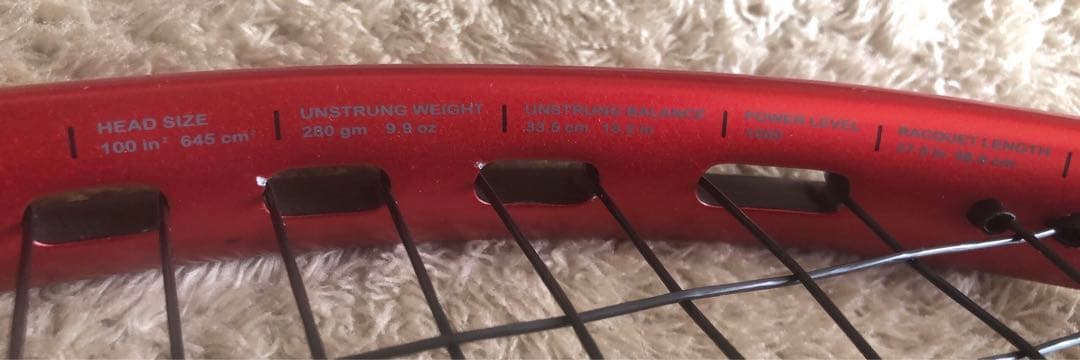 HEAD SIZE
100 in² 645 cm²
UNSTRUNG WEIGHT
280 gm 9.9 oz
UNSTRUNG BALANCE
33.5 cm 13.2 in
POWER LEVEL
RACQUET LENGTH